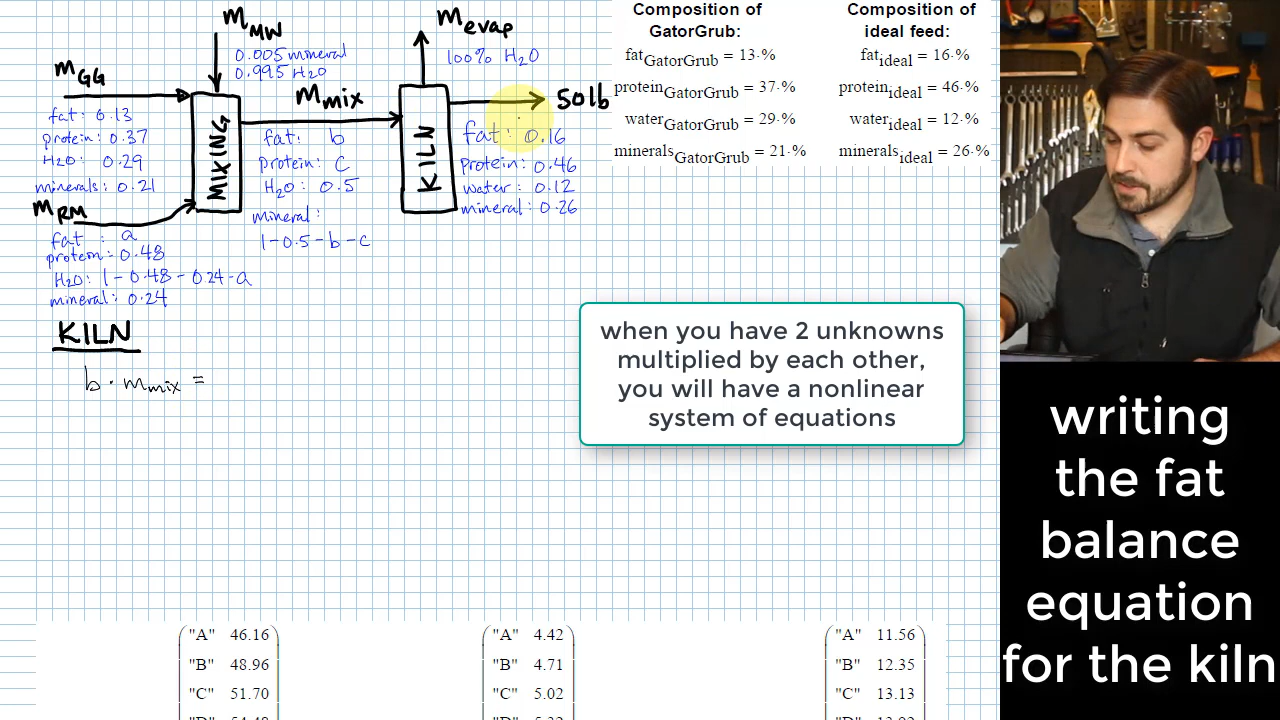 m_MW
0.005 mineral
0.995 H2O
m_GG
fat: 0.13
protein: 0.37
H2O: 0.29
minerals: 0.21
MIXING
m_RM
fat : a
protein: 0.48
H2O: 1 - 0.48 - 0.24 - a
mineral: 0.24
m_mix
fat: b
protein: c
H2O: 0.5
mineral:
1 - 0.5 - b - c
m_evap
100% H2O
KILN
50 lb
fat: 0.16
Protein: 0.46
water: 0.12
mineral: 0.26
Composition of
GatorGrub:
fat_GatorGrub = 13·%
protein_GatorGrub = 37·%
water_GatorGrub = 29·%
minerals_GatorGrub = 21·%
Composition of
ideal feed:
fat_ideal = 16·%
protein_ideal = 46·%
water_ideal = 12·%
minerals_ideal = 26·%
KILN
b · m_mix =
when you have 2 unknowns
multiplied by each other,
you will have a nonlinear
system of equations
writing
the fat
balance
equation
for the kiln
"A" 46.16
"B" 48.96
"C" 51.70
"A" 4.42
"B" 4.71
"C" 5.02
"A" 11.56
"B" 12.35
"C" 13.13